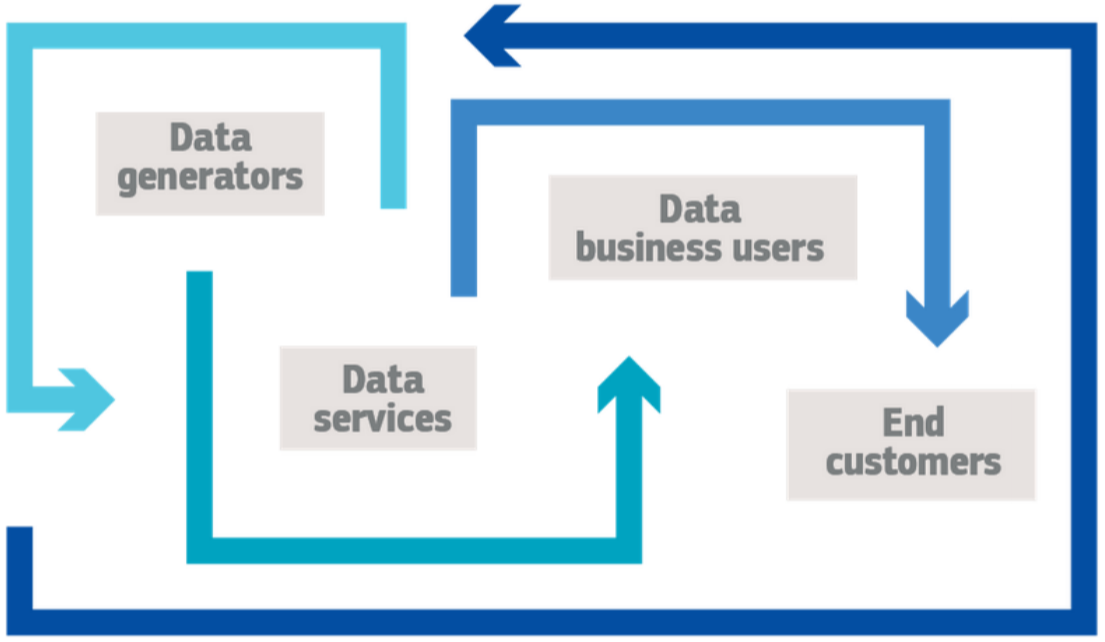 Data
generators
Data
business users
Data
services
End
customers